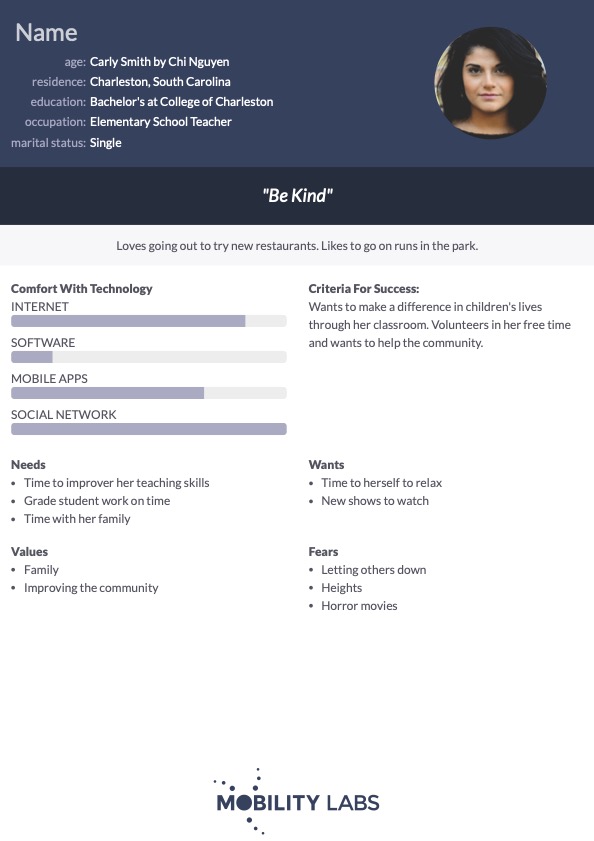 Name
age: Carly Smith by Chi Nguyen
residence: Charleston, South Carolina
education: Bachelor's at College of Charleston
occupation: Elementary School Teacher
marital status: Single
"Be Kind"
Loves going out to try new restaurants. Likes to go on runs in the park.
Comfort With Technology
INTERNET
SOFTWARE
MOBILE APPS
SOCIAL NETWORK
Criteria For Success:
Wants to make a difference in children's lives
through her classroom. Volunteers in her free time
and wants to help the community.
Needs
• Time to improver her teaching skills
• Grade student work on time
• Time with her family
Wants
• Time to herself to relax
• New shows to watch
Values
• Family
• Improving the community
Fears
• Letting others down
• Heights
• Horror movies
MOBILITY LABS